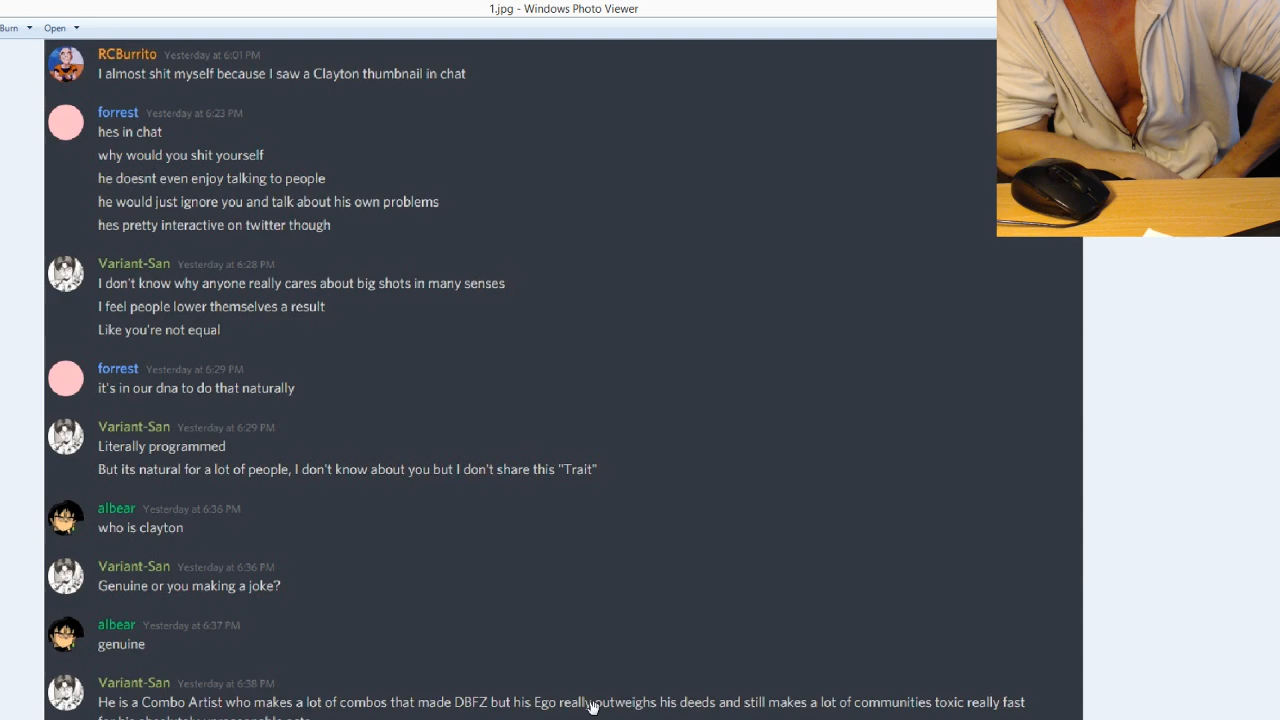 1.jpg - Windows Photo Viewer
Burn Open
RCBurrito Yesterday at 6:01 PM
I almost shit myself because I saw a Clayton thumbnail in chat
forrest Yesterday at 6:23 PM
hes in chat
why would you shit yourself
he doesnt even enjoy talking to people
he would just ignore you and talk about his own problems
hes pretty interactive on twitter though
Variant-San Yesterday at 6:28 PM
I don't know why anyone really cares about big shots in many senses
I feel people lower themselves a result
Like you're not equal
forrest Yesterday at 6:29 PM
it's in our dna to do that naturally
Variant-San Yesterday at 6:29 PM
Literally programmed
But its natural for a lot of people, I don't know about you but I don't share this "Trait"
albear Yesterday at 6:36 PM
who is clayton
Variant-San Yesterday at 6:36 PM
Genuine or you making a joke?
albear Yesterday at 6:37 PM
genuine
Variant-San Yesterday at 6:38 PM
He is a Combo Artist who makes a lot of combos that made DBFZ but his Ego really outweighs his deeds and still makes a lot of communities toxic really fast